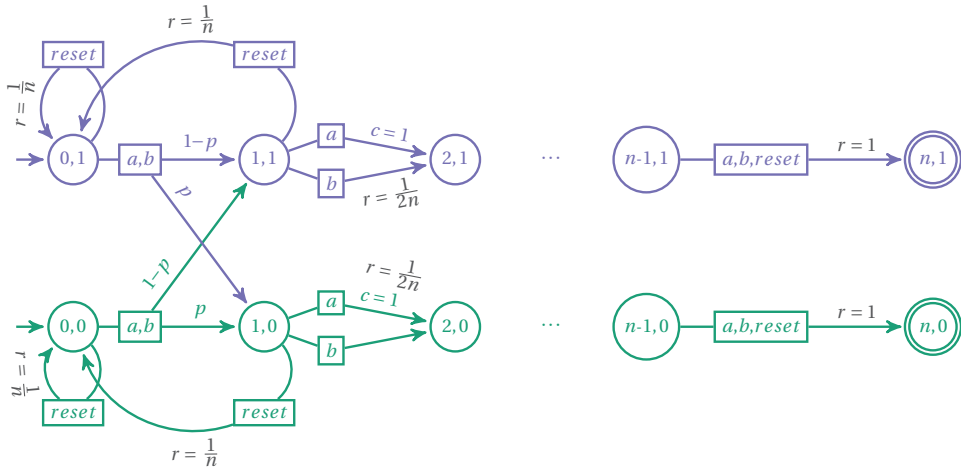 r = 1/n
reset
reset
r = 1/n
0,1
a,b
1−p
1,1
a
c = 1
b
r = 1/2n
2,1
...
n-1,1
a,b,reset
r = 1
n,1
p
1−p
0,0
a,b
p
1,0
r = 1/2n
a
c = 1
b
2,0
...
n-1,0
a,b,reset
r = 1
n,0
r = 1/n
reset
reset
r = 1/n